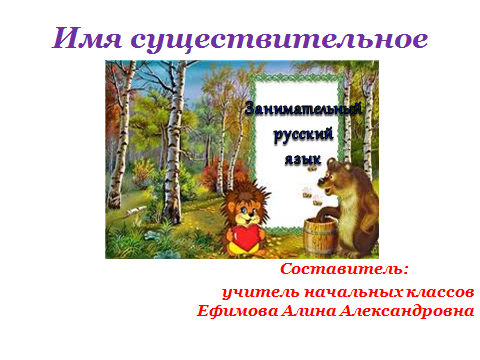 Имя существительное
Занимательный
русский
язык
Составитель:
учитель начальных классов
Ефимова Алина Александровна